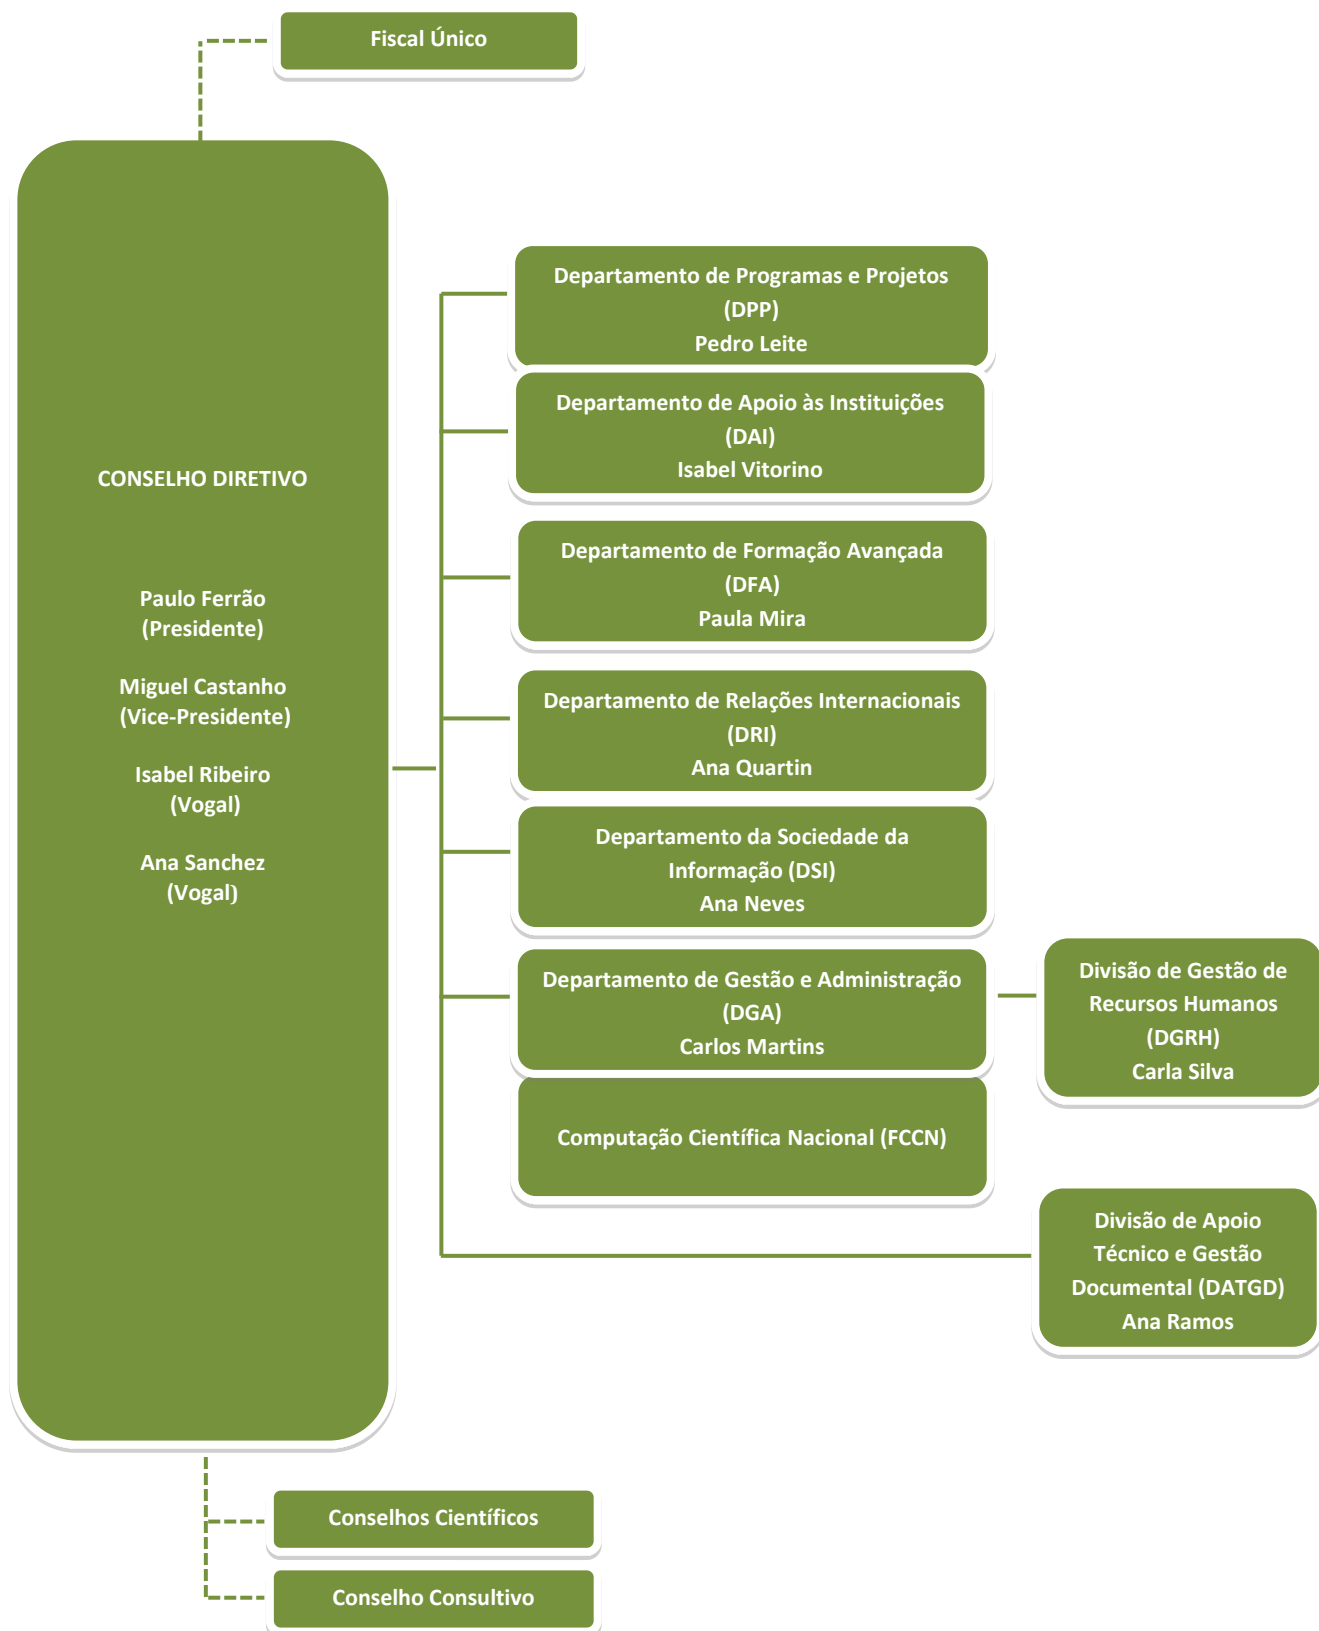 Fiscal Único
CONSELHO DIRETIVO
Paulo Ferrão
(Presidente)
Miguel Castanho
(Vice-Presidente)
Isabel Ribeiro
(Vogal)
Ana Sanchez
(Vogal)
Departamento de Programas e Projetos
(DPP)
Pedro Leite
Departamento de Apoio às Instituições
(DAI)
Isabel Vitorino
Departamento de Formação Avançada
(DFA)
Paula Mira
Departamento de Relações Internacionais
(DRI)
Ana Quartin
Departamento da Sociedade da
Informação (DSI)
Ana Neves
Departamento de Gestão e Administração
(DGA)
Carlos Martins
Divisão de Gestão de
Recursos Humanos
(DGRH)
Carla Silva
Computação Científica Nacional (FCCN)
Divisão de Apoio
Técnico e Gestão
Documental (DATGD)
Ana Ramos
Conselhos Científicos
Conselho Consultivo